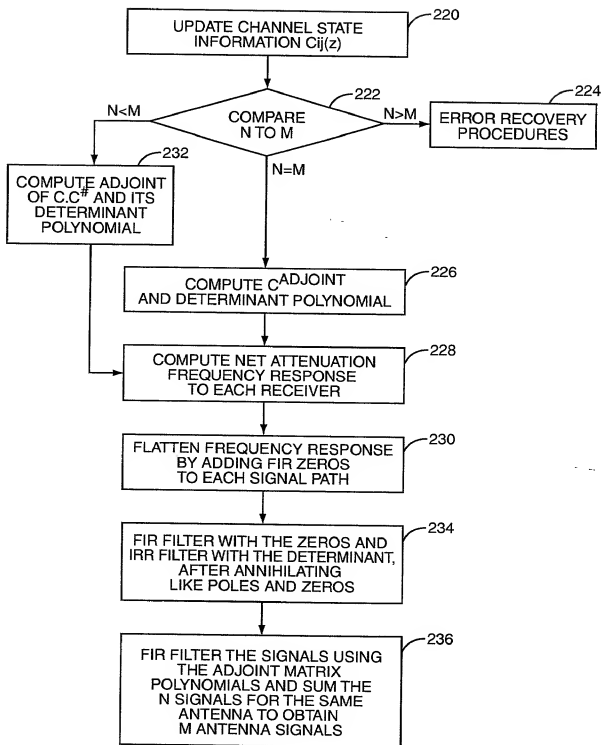 220
UPDATE CHANNEL STATE
INFORMATION Cij(z)
222
COMPARE
N TO M
N<M
N>M
N=M
224
ERROR RECOVERY
PROCEDURES
232
COMPUTE ADJOINT
OF C.C# AND ITS
DETERMINANT
POLYNOMIAL
226
COMPUTE CADJOINT
AND DETERMINANT POLYNOMIAL
228
COMPUTE NET ATTENUATION
FREQUENCY RESPONSE
TO EACH RECEIVER
230
FLATTEN FREQUENCY RESPONSE
BY ADDING FIR ZEROS
TO EACH SIGNAL PATH
234
FIR FILTER WITH THE ZEROS AND
IRR FILTER WITH THE DETERMINANT,
AFTER ANNIHILATING
LIKE POLES AND ZEROS
236
FIR FILTER THE SIGNALS USING
THE ADJOINT MATRIX
POLYNOMIALS AND SUM THE
N SIGNALS FOR THE SAME
ANTENNA TO OBTAIN
M ANTENNA SIGNALS